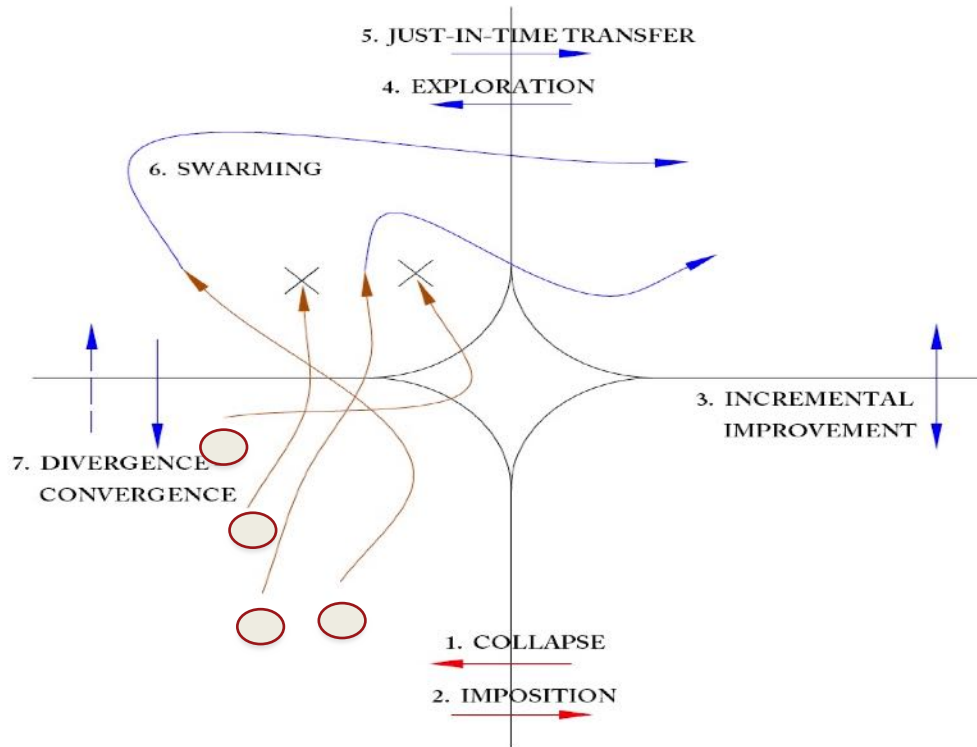 5. JUST-IN-TIME TRANSFER
4. EXPLORATION
6. SWARMING
3. INCREMENTAL
IMPROVEMENT
7. DIVERGENCE
CONVERGENCE
1. COLLAPSE
2. IMPOSITION